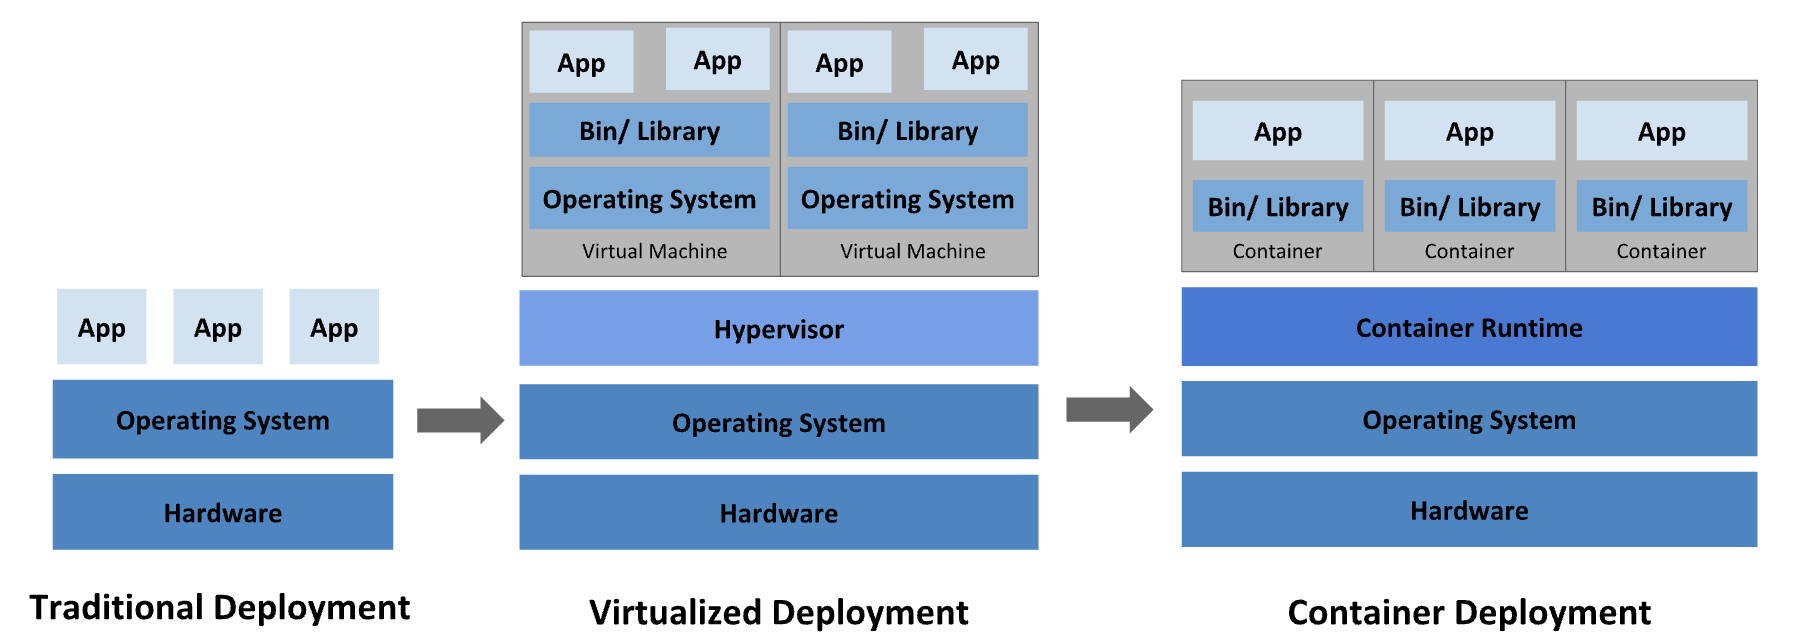 App
App
App
Operating System
Hardware
Traditional Deployment
App
App
App
App
Bin/ Library
Bin/ Library
Operating System
Operating System
Virtual Machine
Virtual Machine
Hypervisor
Operating System
Hardware
Virtualized Deployment
App
App
App
Bin/ Library
Bin/ Library
Bin/ Library
Container
Container
Container
Container Runtime
Operating System
Hardware
Container Deployment